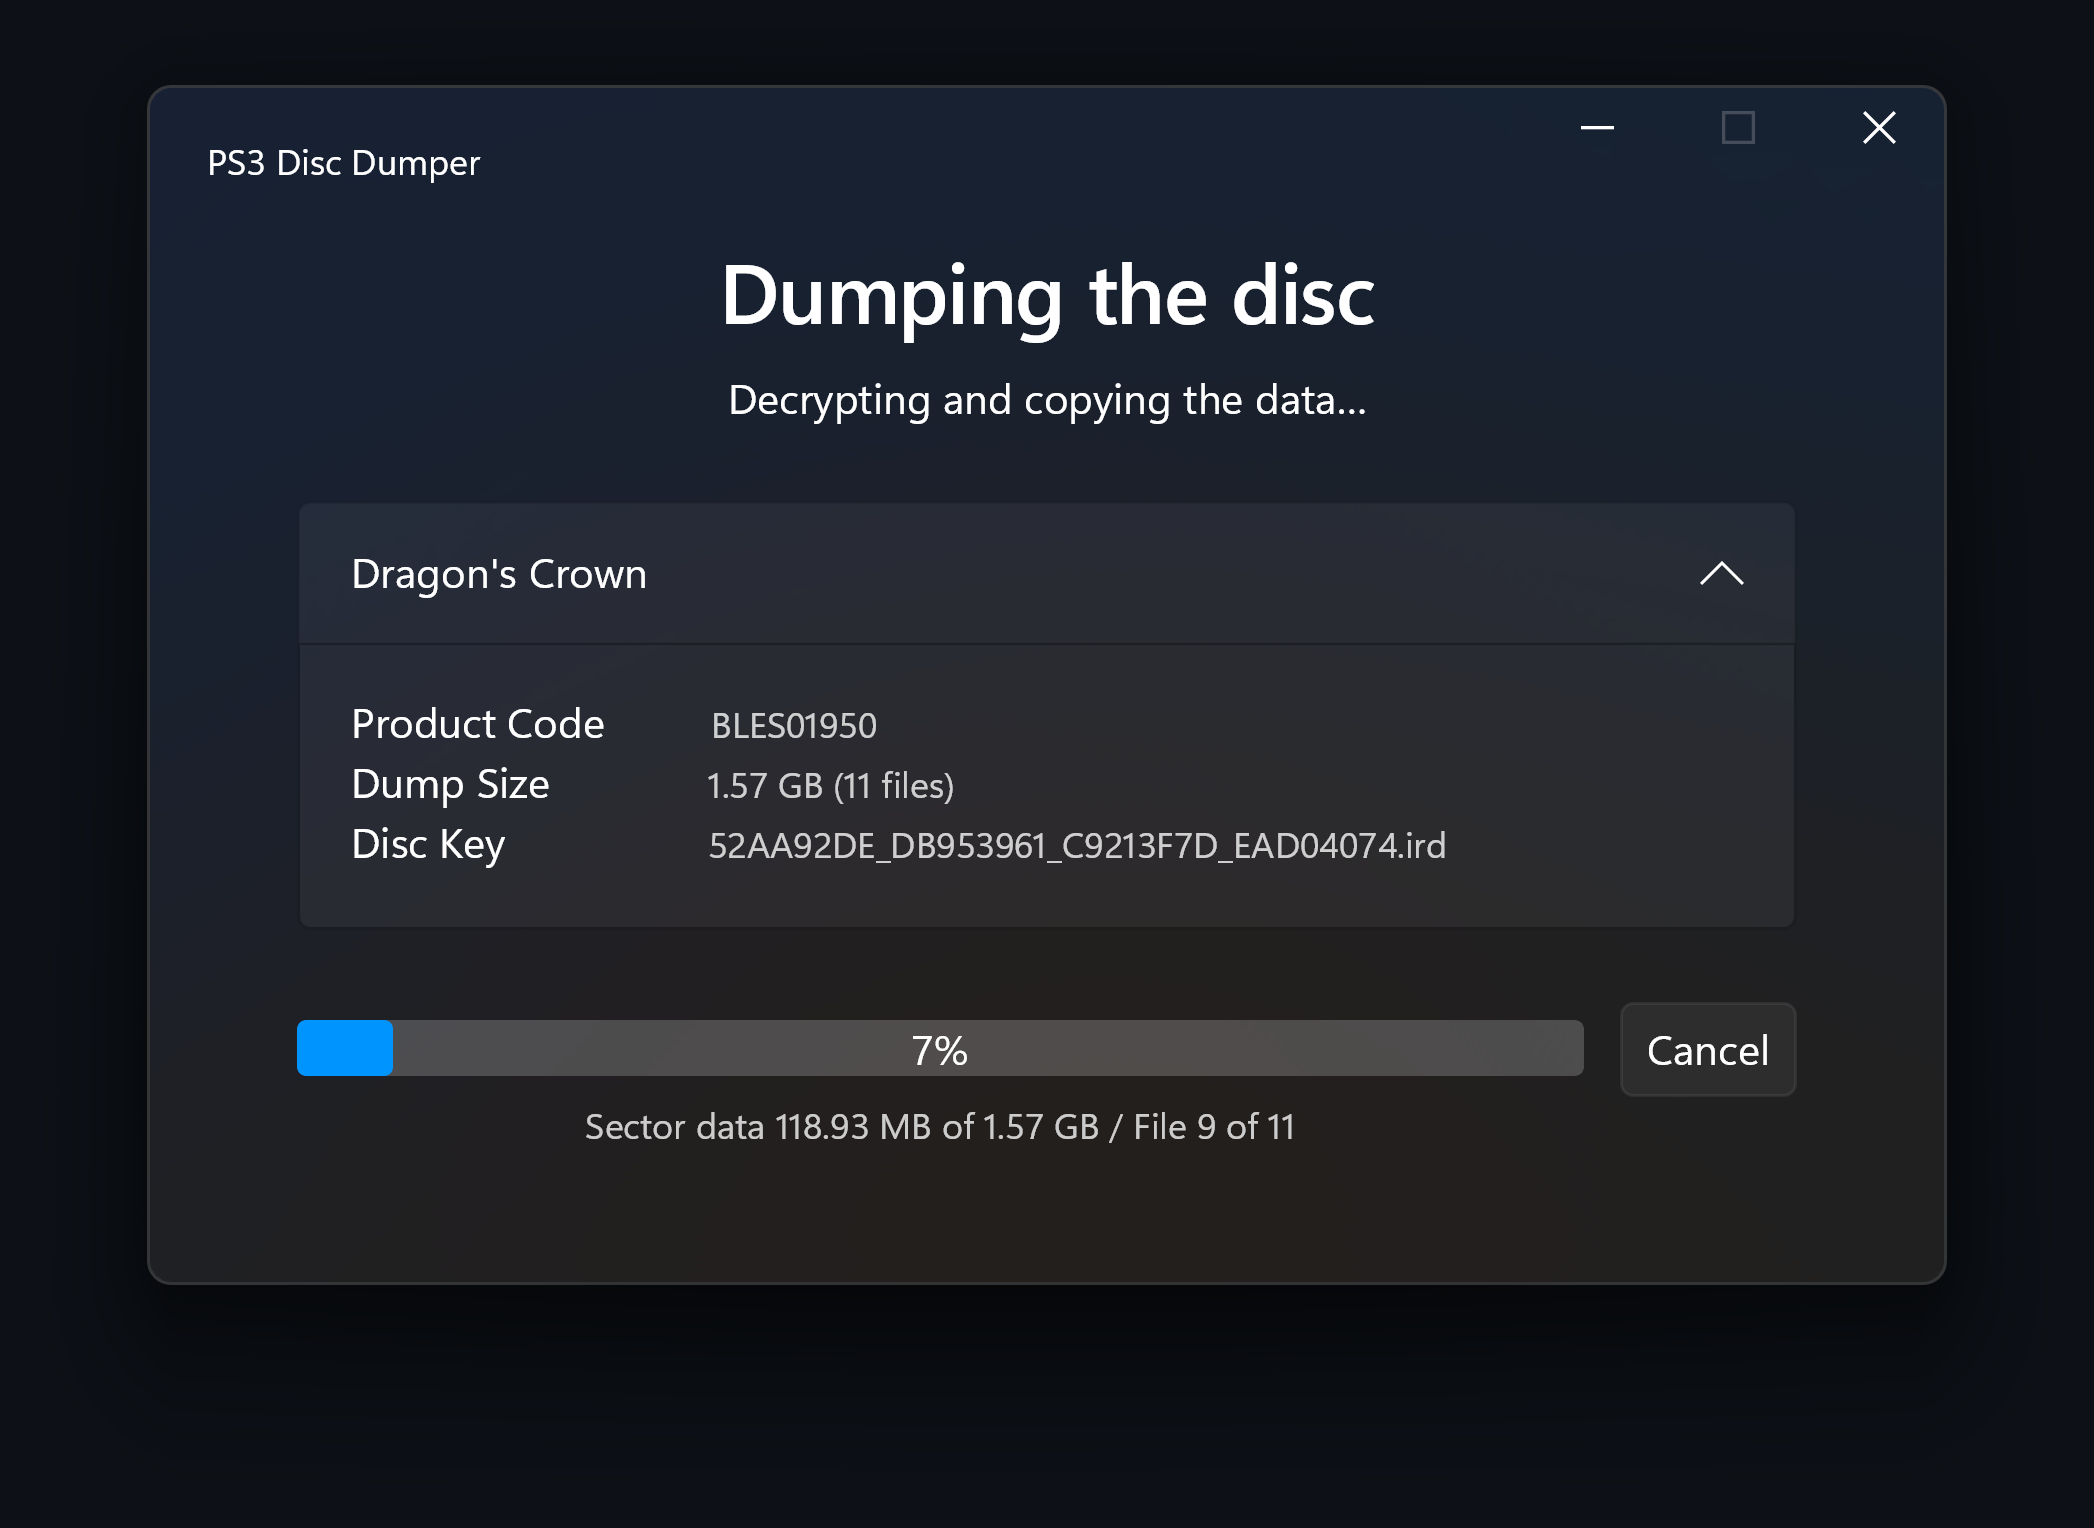 PS3 Disc Dumper
Dumping the disc
Decrypting and copying the data...
Dragon's Crown
Product Code BLES01950
Dump Size 1.57 GB (11 files)
Disc Key 52AA92DE_DB953961_C9213F7D_EAD04074.ird
7%
Cancel
Sector data 118.93 MB of 1.57 GB / File 9 of 11